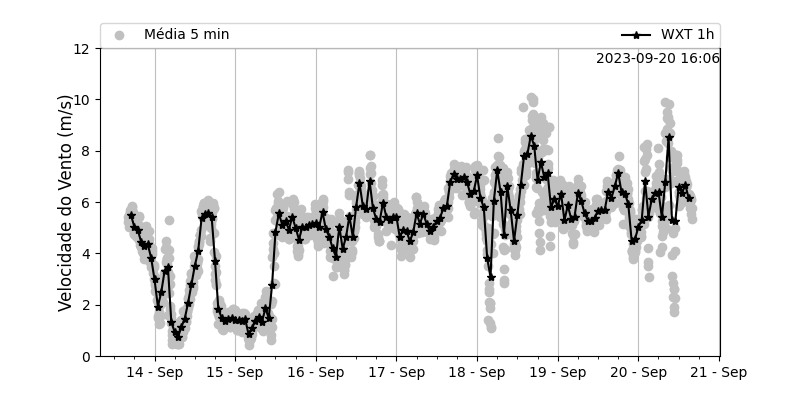 Média 5 min
WXT 1h
2023-09-20 16:06
Velocidade do Vento (m/s)
12
10
8
6
4
2
0
14 - Sep
15 - Sep
16 - Sep
17 - Sep
18 - Sep
19 - Sep
20 - Sep
21 - Sep